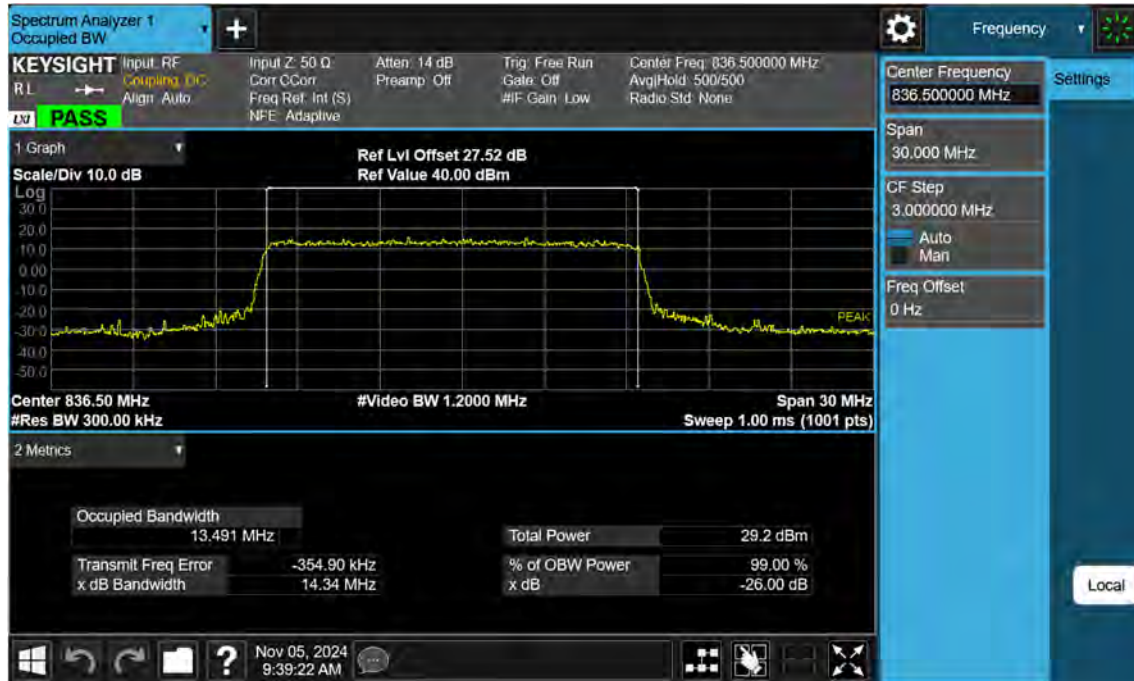 Spectrum Analyzer 1
Occupied BW
+
Frequency
KEYSIGHT
RL
LXI PASS
Input: RF
Coupling: DC
Align: Auto
Input Z: 50 Ω
Corr CCorr
Freq Ref: Int (S)
NFE: Adaptive
Atten: 14 dB
Preamp: Off
Trig: Free Run
Gate: Off
#IF Gain: Low
Center Freq: 836.500000 MHz
Avg|Hold: 500/500
Radio Std: None
Center Frequency
836.500000 MHz
Settings
Span
30.000 MHz
CF Step
3.000000 MHz
Auto
Man
Freq Offset
0 Hz
1 Graph
Scale/Div 10.0 dB
Ref Lvl Offset 27.52 dB
Ref Value 40.00 dBm
Log
30.0
20.0
10.0
0.00
-10.0
-20.0
-30.0
-40.0
-50.0
PEAK
Center 836.50 MHz
#Video BW 1.2000 MHz
Span 30 MHz
#Res BW 300.00 kHz
Sweep 1.00 ms (1001 pts)
2 Metrics
Occupied Bandwidth
13.491 MHz
Total Power 29.2 dBm
Transmit Freq Error -354.90 kHz
% of OBW Power 99.00 %
x dB Bandwidth 14.34 MHz
x dB -26.00 dB
Local
?
Nov 05, 2024
9:39:22 AM